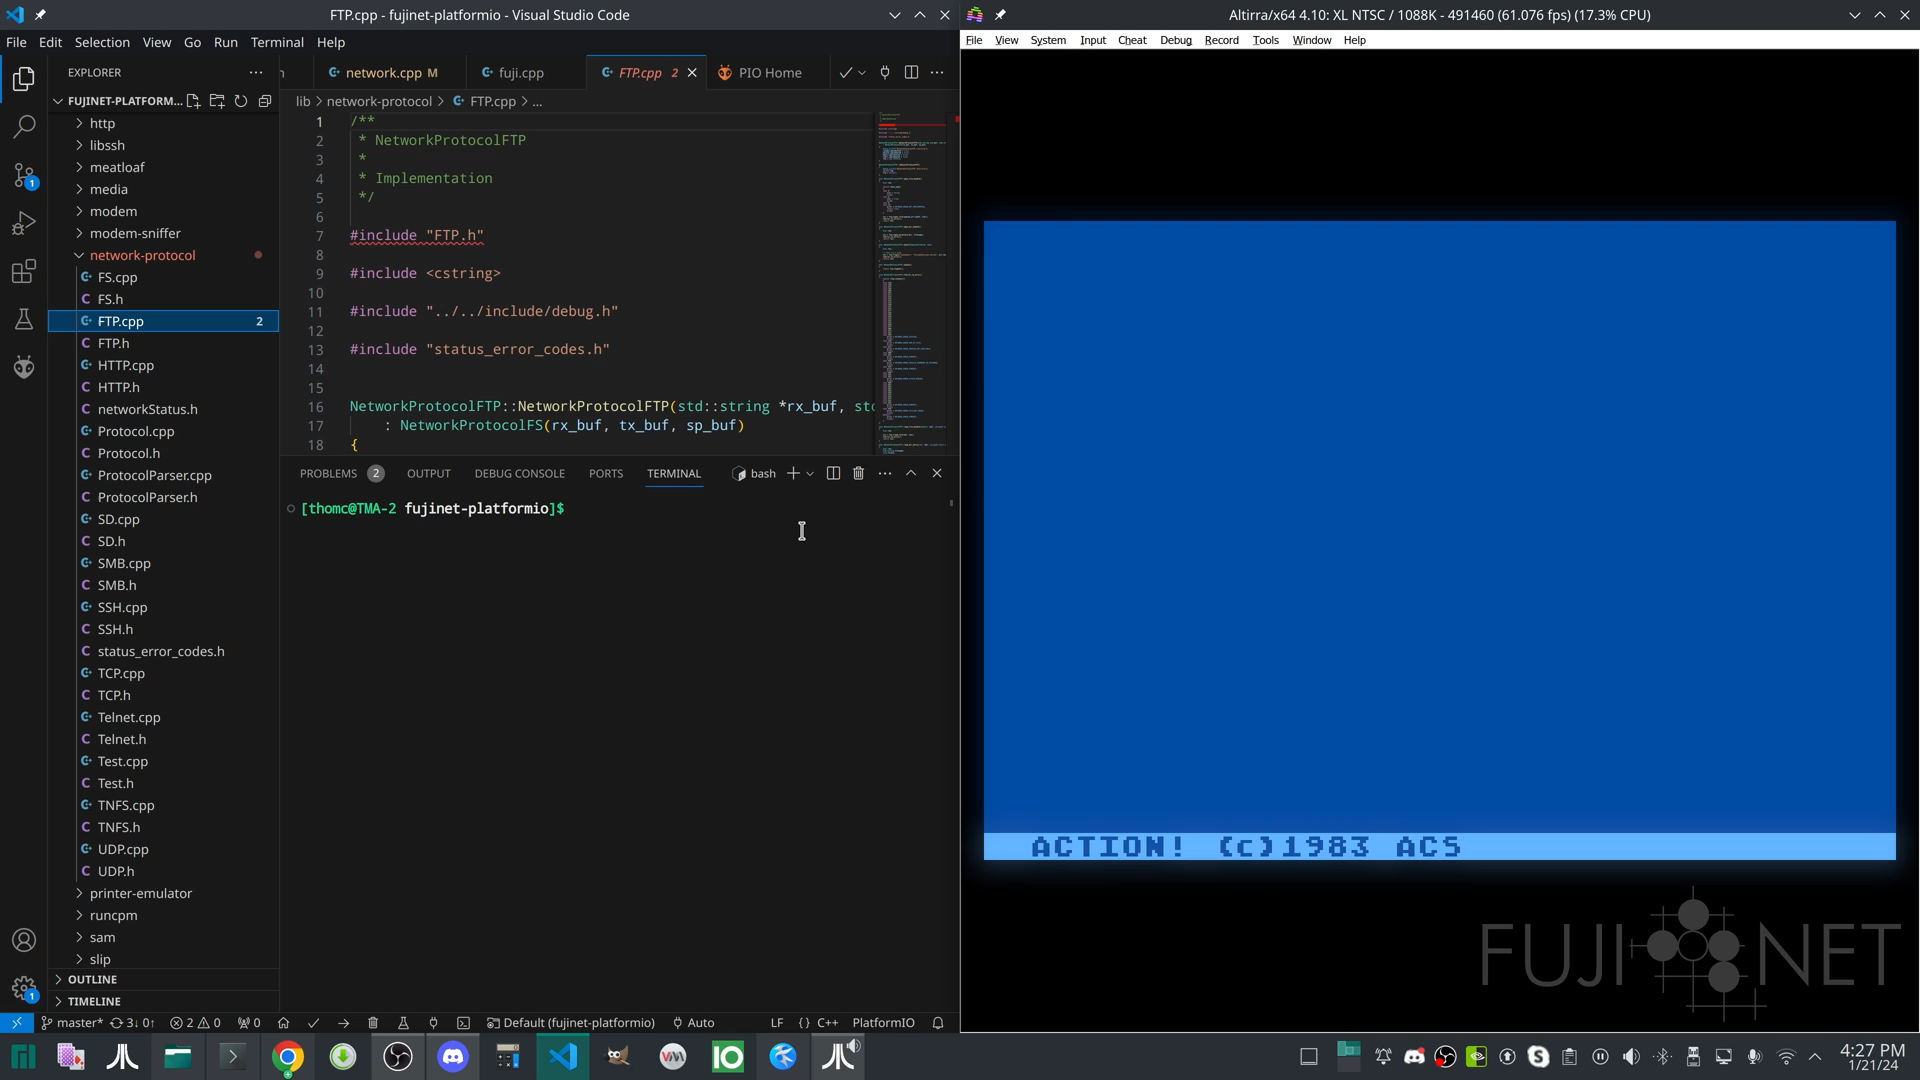 FTP.cpp - fujinet-platformio - Visual Studio Code
File Edit Selection View Go Run Terminal Help
EXPLORER
FUJINET-PLATFORM...
http
libssh
meatloaf
media
modem
modem-sniffer
network-protocol
FS.cpp
FS.h
FTP.cpp 2
FTP.h
HTTP.cpp
HTTP.h
networkStatus.h
Protocol.cpp
Protocol.h
ProtocolParser.cpp
ProtocolParser.h
SD.cpp
SD.h
SMB.cpp
SMB.h
SSH.cpp
SSH.h
status_error_codes.h
TCP.cpp
TCP.h
Telnet.cpp
Telnet.h
Test.cpp
Test.h
TNFS.cpp
TNFS.h
UDP.cpp
UDP.h
printer-emulator
runcpm
sam
slip
OUTLINE
TIMELINE
1
1
network.cpp M fuji.cpp FTP.cpp 2 PIO Home
lib > network-protocol > FTP.cpp > ...
1 /**
2 * NetworkProtocolFTP
3 *
4 * Implementation
5 */
6
7 #include "FTP.h"
8
9 #include <cstring>
10
11 #include "../../include/debug.h"
12
13 #include "status_error_codes.h"
14
15
16 NetworkProtocolFTP::NetworkProtocolFTP(std::string *rx_buf, st
17 : NetworkProtocolFS(rx_buf, tx_buf, sp_buf)
18 {
PROBLEMS 2 OUTPUT DEBUG CONSOLE PORTS TERMINAL bash
[thomc@TMA-2 fujinet-platformio]$
master* 3↓ 0↑ 2 0 0 Default (fujinet-platformio) Auto LF {} C++ PlatformIO
Altirra/x64 4.10: XL NTSC / 1088K - 491460 (61.076 fps) (17.3% CPU)
File View System Input Cheat Debug Record Tools Window Help
ACTION! (c)1983 ACS
FUJI NET
4:27 PM
1/21/24